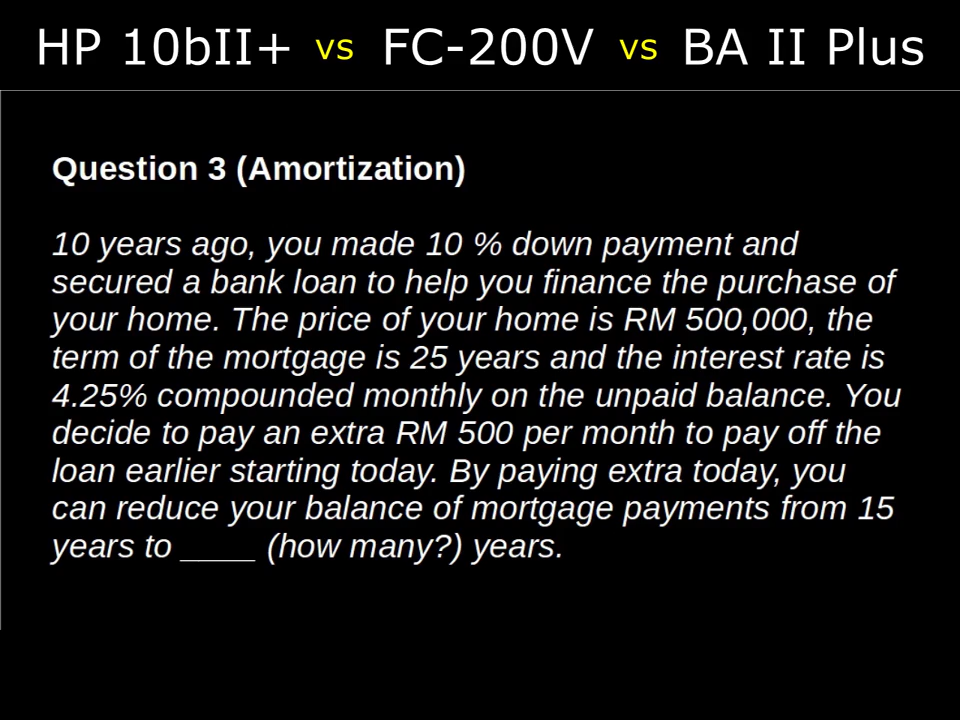 HP 10bII+ vs FC-200V vs BA II Plus
Question 3 (Amortization)
10 years ago, you made 10 % down payment and
secured a bank loan to help you finance the purchase of
your home. The price of your home is RM 500,000, the
term of the mortgage is 25 years and the interest rate is
4.25% compounded monthly on the unpaid balance. You
decide to pay an extra RM 500 per month to pay off the
loan earlier starting today. By paying extra today, you
can reduce your balance of mortgage payments from 15
years to ____ (how many?) years.